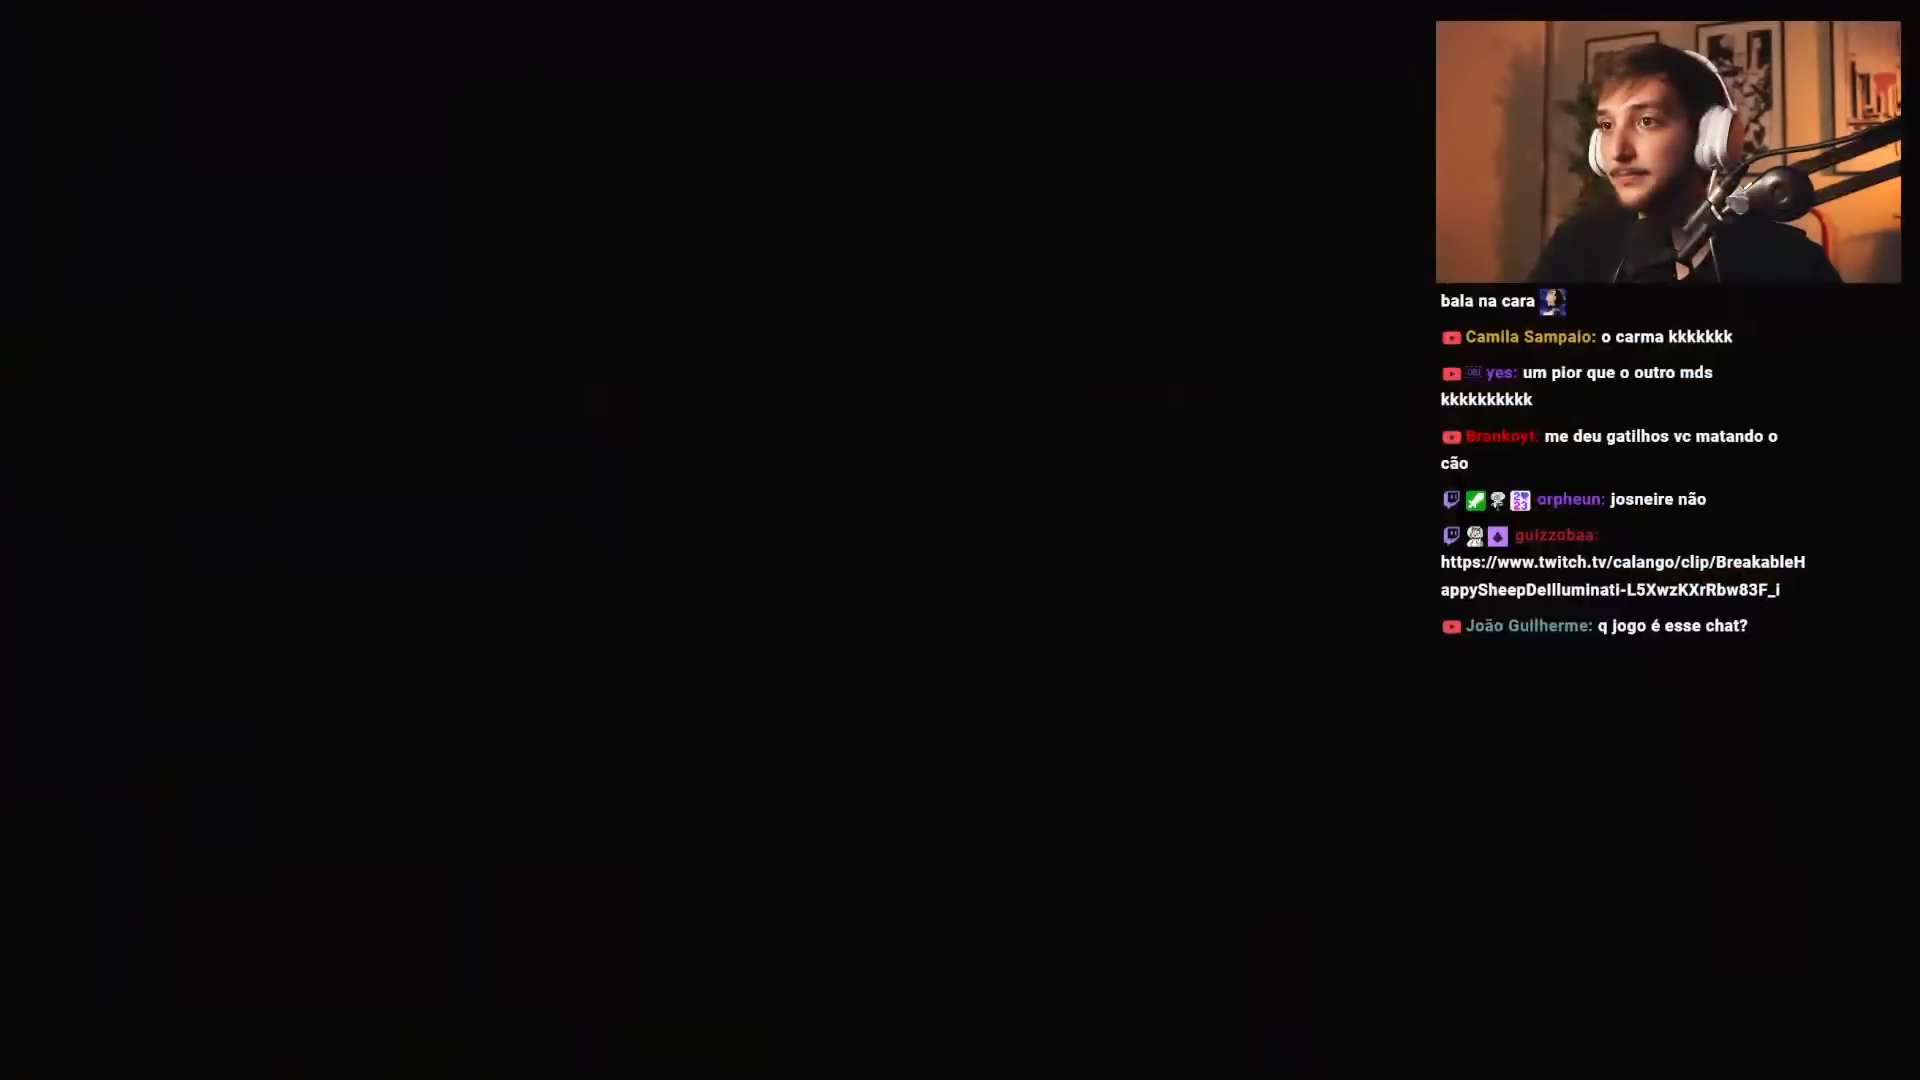 bala na cara
Camila Sampaio: o carma kkkkkkk
yes: um pior que o outro mds
kkkkkkkkkk
Brankoyt: me deu gatilhos vc matando o
cão
orpheun: josneire não
guizzobaa:
https://www.twitch.tv/calango/clip/BreakableH
appySheepDeIlluminati-L5XwzKXrRbw83F_i
João Guilherme: q jogo é esse chat?